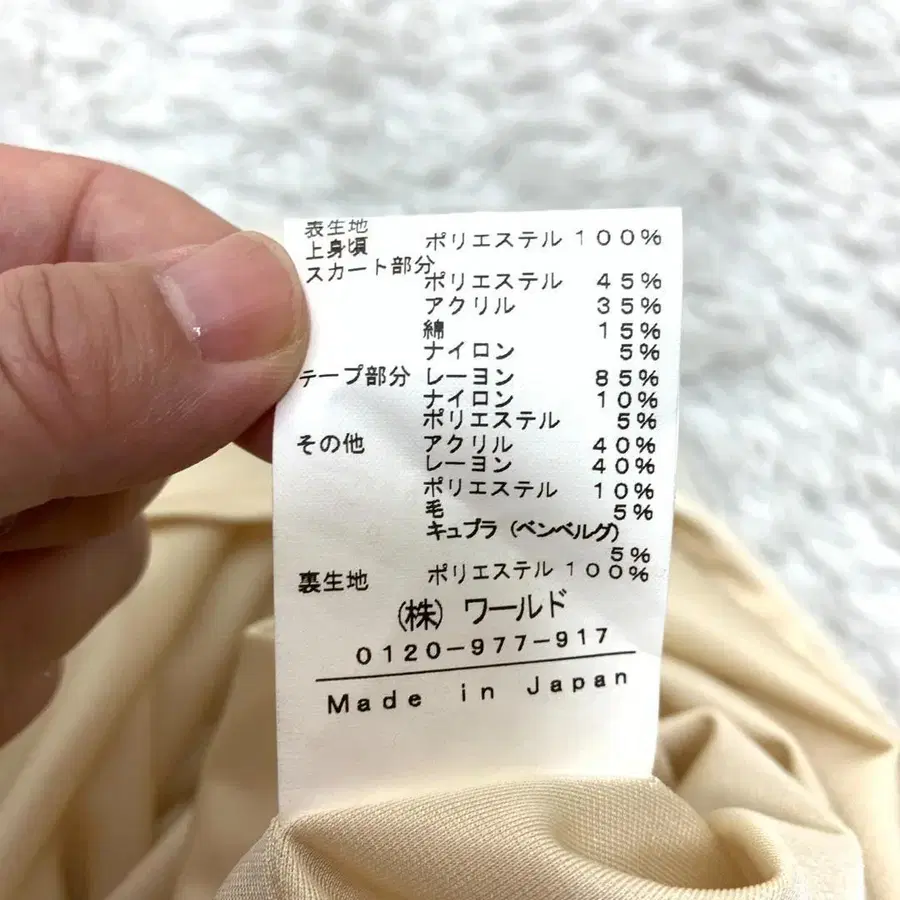 表生地
上身頃 ポリエステル 100%
スカート部分
ポリエステル 45%
アクリル 35%
綿 15%
ナイロン 5%
テープ部分 レーヨン 85%
ナイロン 10%
ポリエステル 5%
その他 アクリル 40%
レーヨン 40%
ポリエステル 10%
毛 5%
キュプラ(ベンベルグ)
5%
裏生地 ポリエステル 100%
(株) ワールド
0120-977-917
Made in Japan